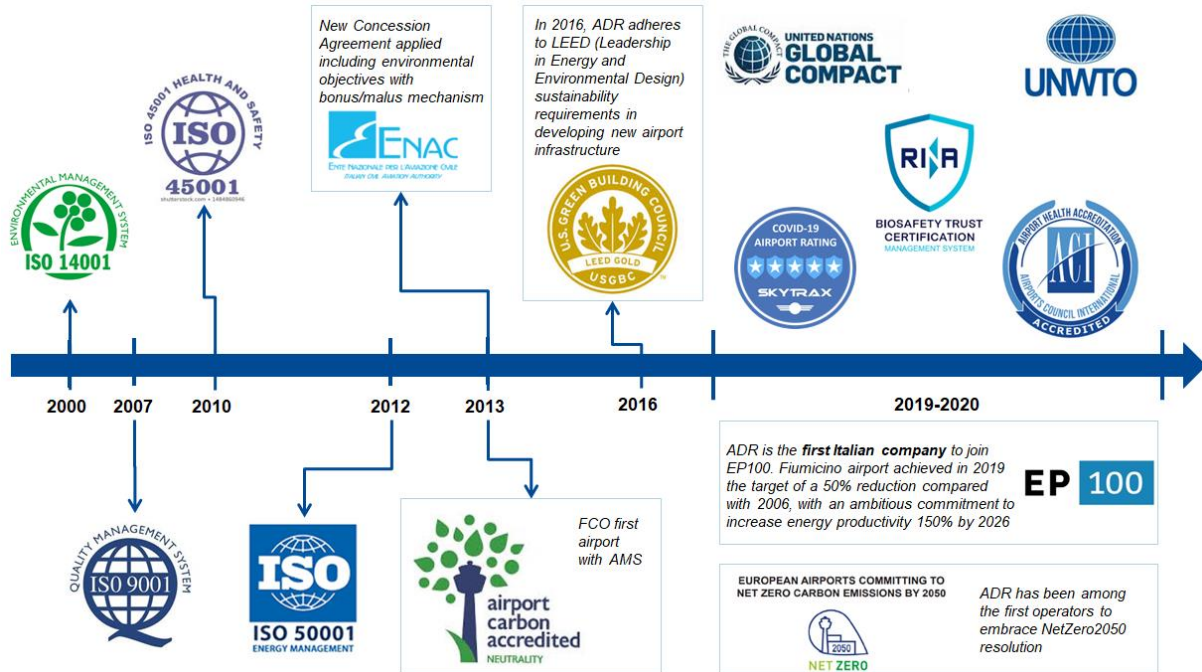 New Concession
Agreement applied
including environmental
objectives with
bonus/malus mechanism
ENAC
ENTE NAZIONALE PER L'AVIAZIONE CIVILE
ITALIAN CIVIL AVIATION AUTHORITY
In 2016, ADR adheres
to LEED (Leadership
in Energy and
Environmental Design)
sustainability
requirements in
developing new airport
infrastructure
U.S. GREEN BUILDING COUNCIL
LEED GOLD
USGBC
THE GLOBAL COMPACT
UNITED NATIONS
GLOBAL
COMPACT
UNWTO
ISO 45001 HEALTH AND SAFETY
ISO
45001
shutterstock.com • 1484860946
ENVIRONMENTAL MANAGEMENT SYSTEM
ISO 14001
RINA
BIOSAFETY TRUST
CERTIFICATION
MANAGEMENT SYSTEM
COVID-19
AIRPORT RATING
SKYTRAX
AIRPORT HEALTH ACCREDITATION
ACI
AIRPORTS COUNCIL INTERNATIONAL
ACCREDITED
2000
2007
2010
2012
2013
2016
2019-2020
QUALITY MANAGEMENT SYSTEM
ISO 9001
ISO
ISO 50001
ENERGY MANAGEMENT
FCO first
airport
with AMS
airport
carbon
accredited
NEUTRALITY
ADR is the first Italian company to join
EP100. Fiumicino airport achieved in 2019
the target of a 50% reduction compared
with 2006, with an ambitious commitment to
increase energy productivity 150% by 2026
EP 100
EUROPEAN AIRPORTS COMMITTING TO
NET ZERO CARBON EMISSIONS BY 2050
2050
NET ZERO
ADR has been among
the first operators to
embrace NetZero2050
resolution